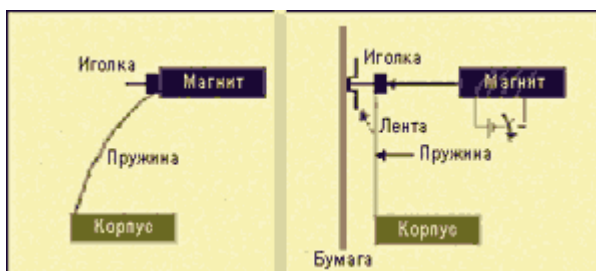 Иголка
Магнит
Пружина
Корпус
Иголка
Магнит
Лента
Пружина
Корпус
Бумага